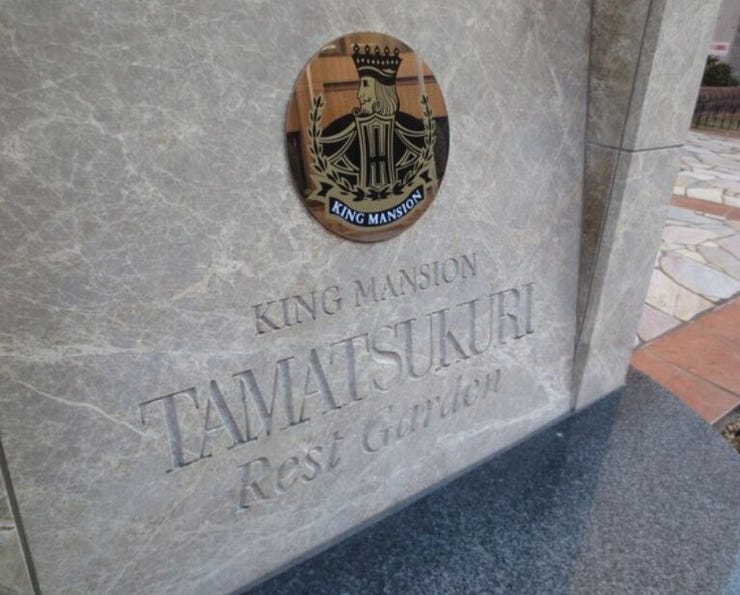 KING MANSION
KING MANSION
TAMATSUKURI
Rest Garden